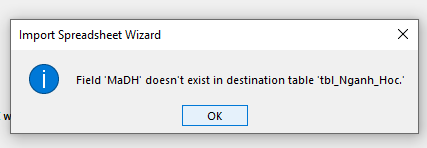 Import Spreadsheet Wizard
Field 'MaDH' doesn't exist in destination table 'tbl_Nganh_Hoc.'
w
OK